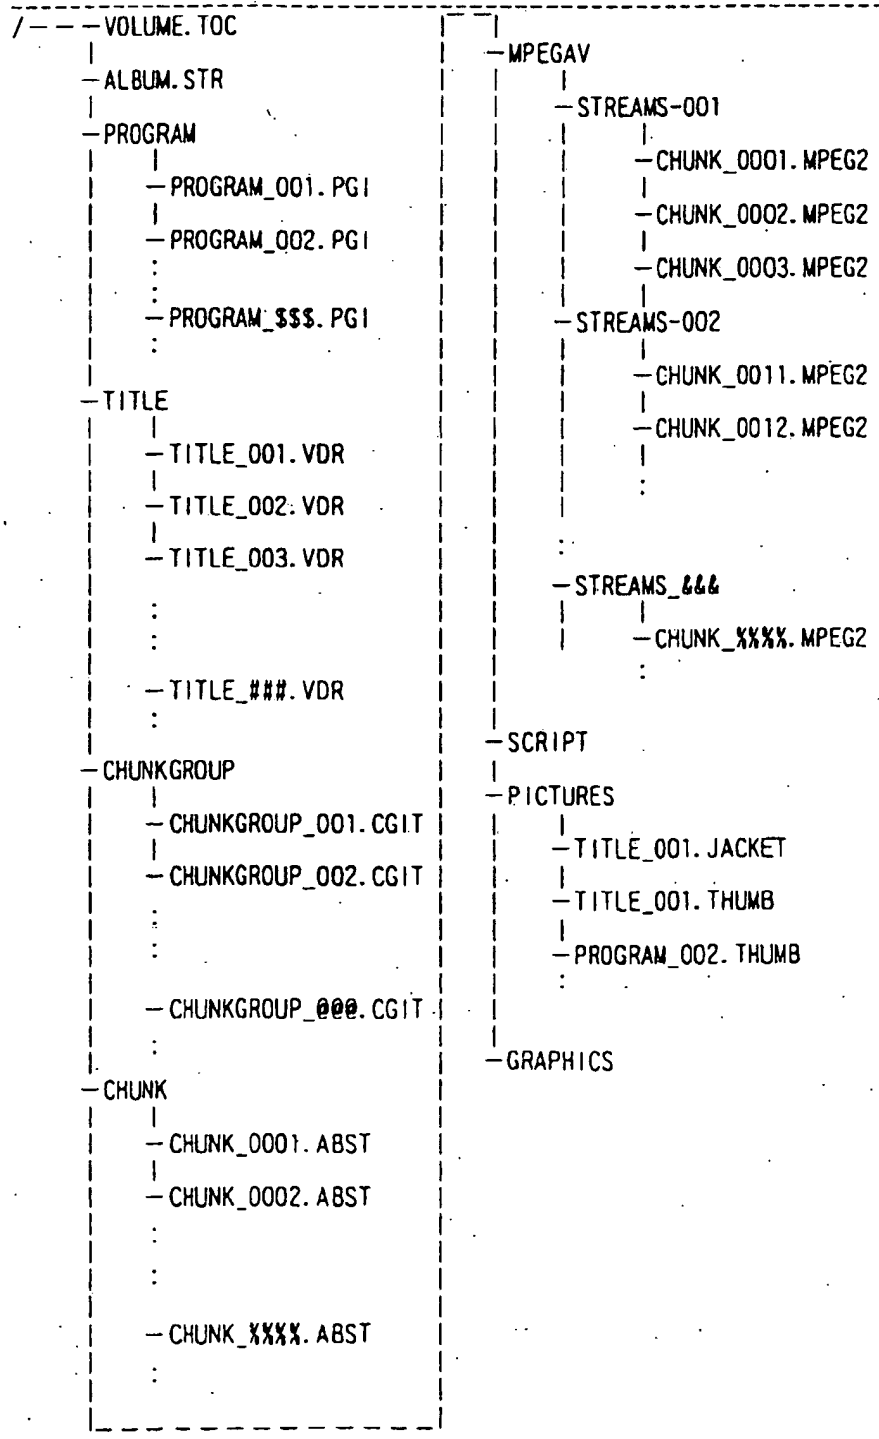 /---VOLUME.TOC
ALBUM.STR
PROGRAM
PROGRAM_001.PGI
PROGRAM_002.PGI
:
:
PROGRAM_$$$.PGI
:
TITLE
TITLE_001.VDR
TITLE_002.VDR
TITLE_003.VDR
:
:
TITLE_###.VDR
:
CHUNKGROUP
CHUNKGROUP_001.CGIT
CHUNKGROUP_002.CGIT
:
:
CHUNKGROUP_@@@.CGIT
:
CHUNK
CHUNK_0001.ABST
CHUNK_0002.ABST
:
:
CHUNK_%%%%.ABST
:
MPEGAV
STREAMS-001
CHUNK_0001.MPEG2
CHUNK_0002.MPEG2
CHUNK_0003.MPEG2
STREAMS-002
CHUNK_0011.MPEG2
CHUNK_0012.MPEG2
:
:
STREAMS_&&&
CHUNK_%%%%.MPEG2
:
SCRIPT
PICTURES
TITLE_001.JACKET
TITLE_001.THUMB
PROGRAM_002.THUMB
:
GRAPHICS